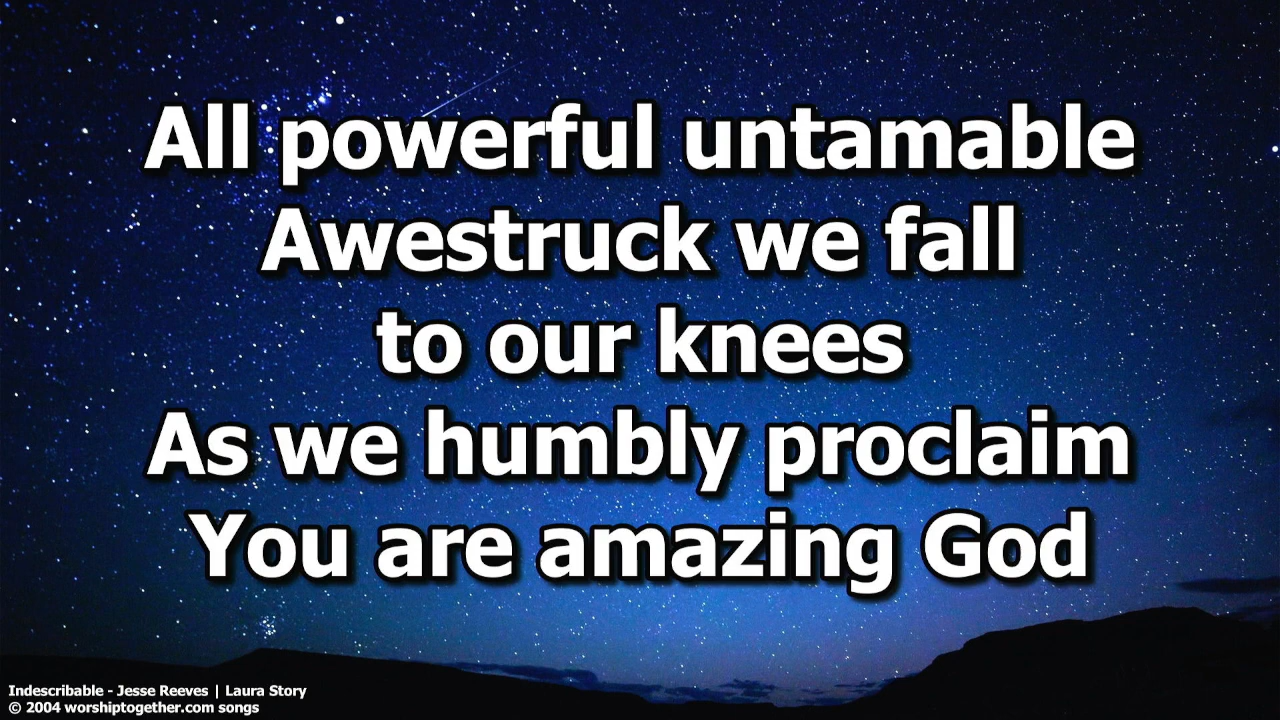 All powerful untamable
Awestruck we fall
to our knees
As we humbly proclaim
You are amazing God
Indescribable - Jesse Reeves | Laura Story
© 2004 worshiptogether.com songs